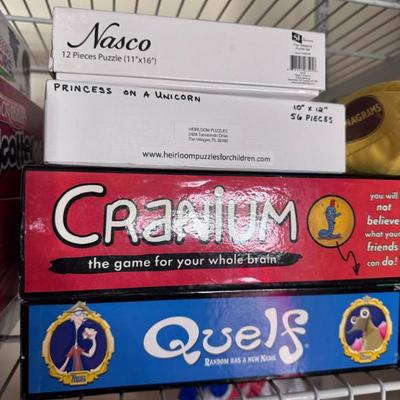 Nasco
12 Pieces Puzzle (11"x16")
PRINCESS ON A UNICORN
10" x 12"
56 PIECES
HEIRLOOM PUZZLES
The Villages, FL 32162
www.heirloompuzzlesforchildren.com
CRANIUM
the game for your whole brain
you will
not
believe
what your
friends
can do!
Quelf
RANDOM HAS A NEW NAME
NAGRAMS